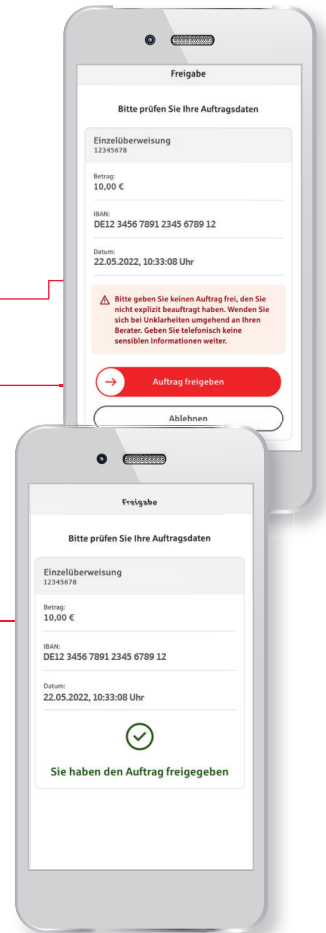 Freigabe
Bitte prüfen Sie Ihre Auftragsdaten
Einzelüberweisung
12345678
Betrag:
10,00 €
IBAN:
DE12 3456 7891 2345 6789 12
Datum:
22.05.2022, 10:33:08 Uhr
Bitte geben Sie keinen Auftrag frei, den Sie
nicht explizit beauftragt haben. Wenden Sie
sich bei Unklarheiten umgehend an Ihren
Berater. Geben Sie telefonisch keine
sensiblen Informationen weiter.
Auftrag freigeben
Ablehnen
Freigabe
Bitte prüfen Sie Ihre Auftragsdaten
Einzelüberweisung
12345678
Betrag:
10,00 €
IBAN:
DE12 3456 7891 2345 6789 12
Datum:
22.05.2022, 10:33:08 Uhr
Sie haben den Auftrag freigegeben